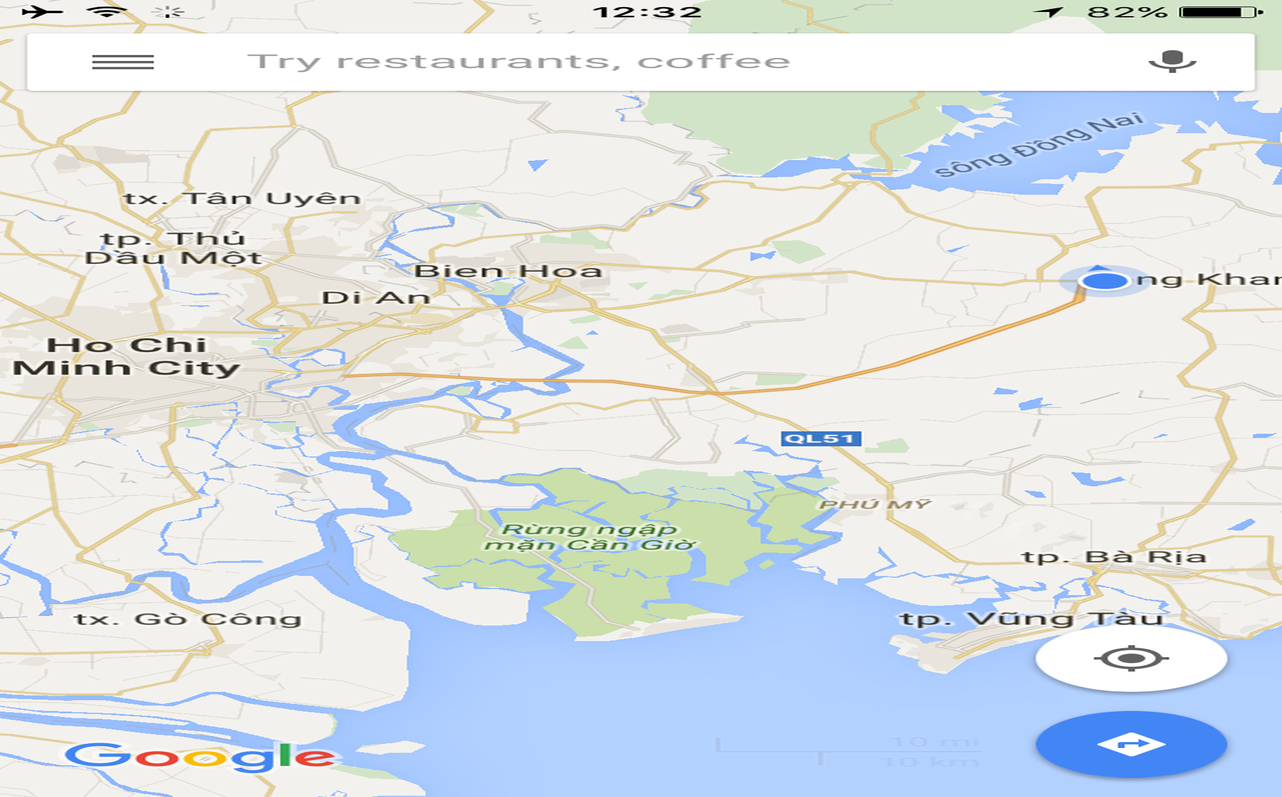 12:32
82%
Try restaurants, coffee
sông Đồng Nai
tx. Tân Uyên
tp. Thủ
Dầu Một
Bien Hoa
ng Khan
Di An
Ho Chi
Minh City
QL51
PHÚ MỸ
Rừng ngập
mặn Cần Giờ
tp. Bà Rịa
tx. Gò Công
tp. Vũng Tàu
10 mi
10 km
Google